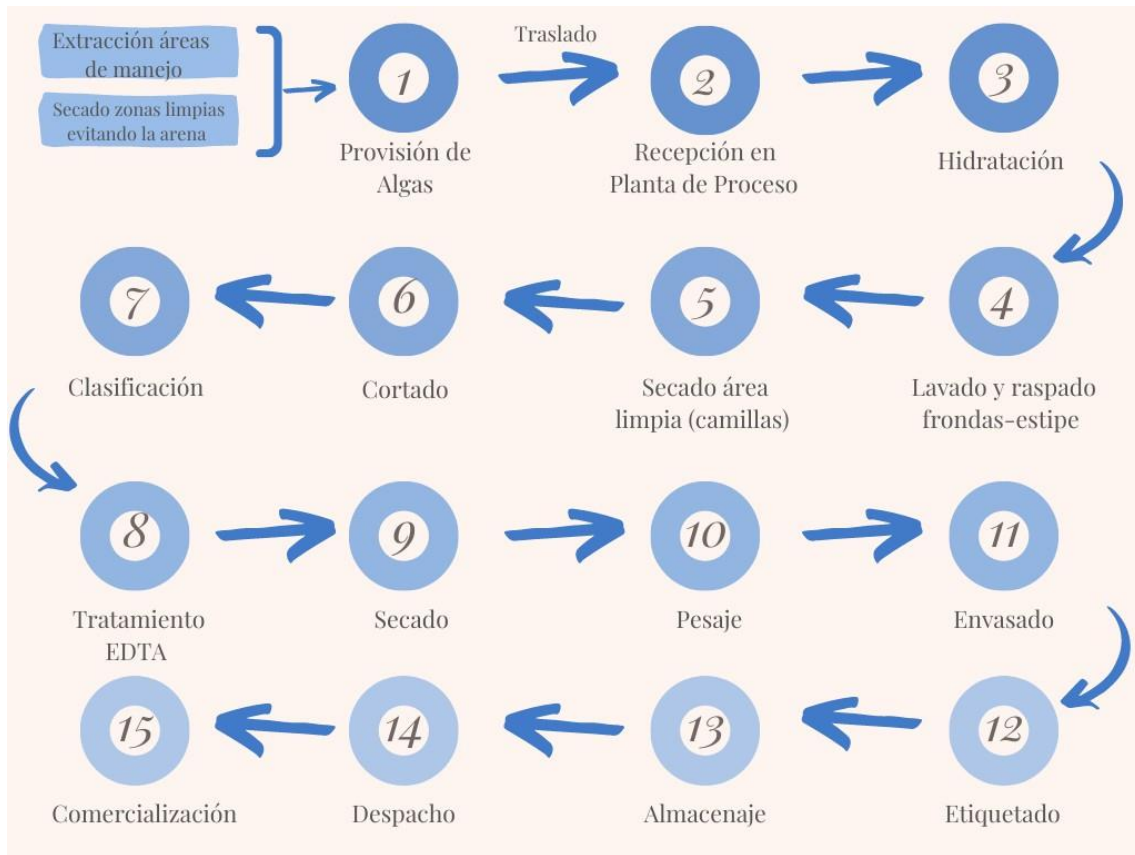 Extracción áreas
de manejo
Secado zonas limpias
evitando la arena
1
Provisión de
Algas
Traslado
2
Recepción en
Planta de Proceso
3
Hidratación
4
Lavado y raspado
frondas-estipe
5
Secado área
limpia (camillas)
6
Cortado
7
Clasificación
8
Tratamiento
EDTA
9
Secado
10
Pesaje
11
Envasado
12
Etiquetado
13
Almacenaje
14
Despacho
15
Comercialización